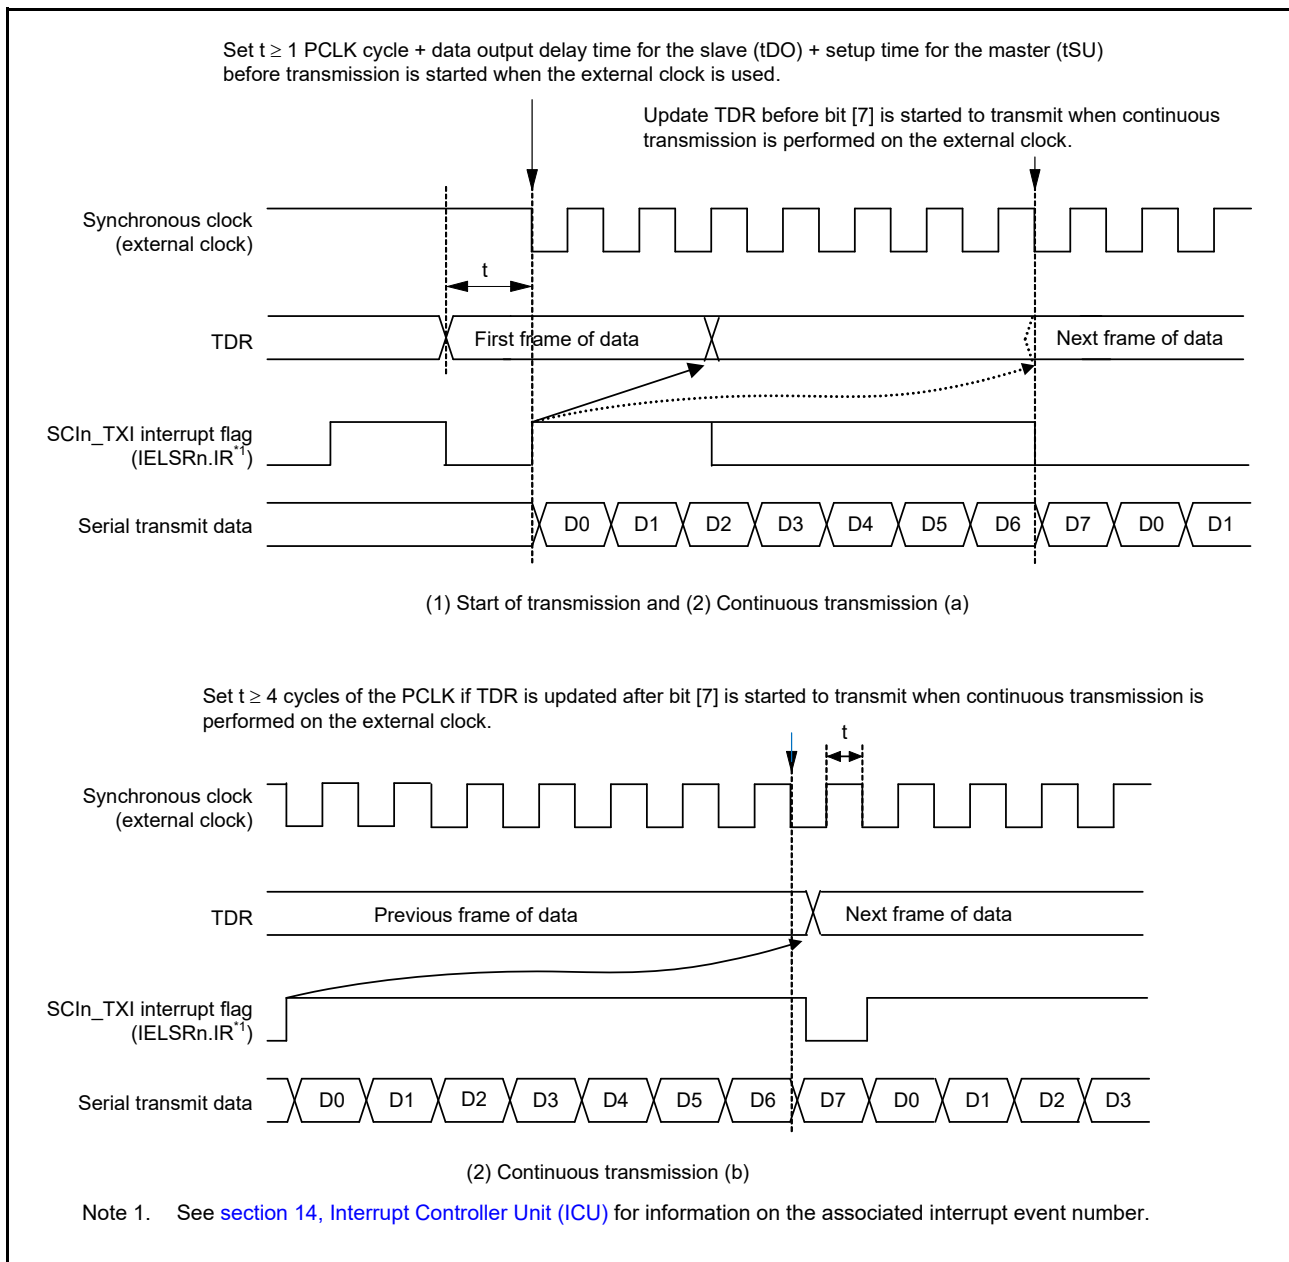 Set t ≥ 1 PCLK cycle + data output delay time for the slave (tDO) + setup time for the master (tSU)
before transmission is started when the external clock is used.
Update TDR before bit [7] is started to transmit when continuous
transmission is performed on the external clock.
Synchronous clock
(external clock)
t
TDR
First frame of data
Next frame of data
SCIn_TXI interrupt flag
(IELSRn.IR*1)
Serial transmit data
D0 D1 D2 D3 D4 D5 D6 D7 D0 D1
(1) Start of transmission and (2) Continuous transmission (a)
Set t ≥ 4 cycles of the PCLK if TDR is updated after bit [7] is started to transmit when continuous transmission is
performed on the external clock.
t
Synchronous clock
(external clock)
TDR
Previous frame of data
Next frame of data
SCIn_TXI interrupt flag
(IELSRn.IR*1)
Serial transmit data
D0 D1 D2 D3 D4 D5 D6 D7 D0 D1 D2 D3
(2) Continuous transmission (b)
Note 1. See section 14, Interrupt Controller Unit (ICU) for information on the associated interrupt event number.